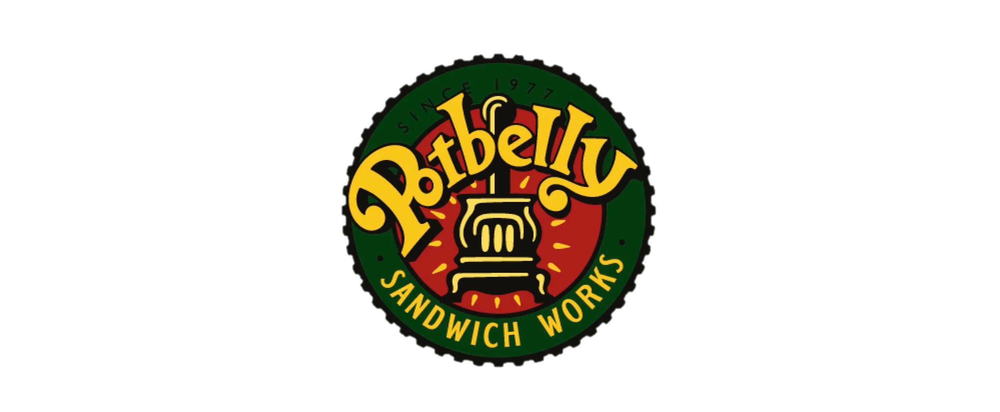 SINCE 1977
Potbelly
SANDWICH WORKS